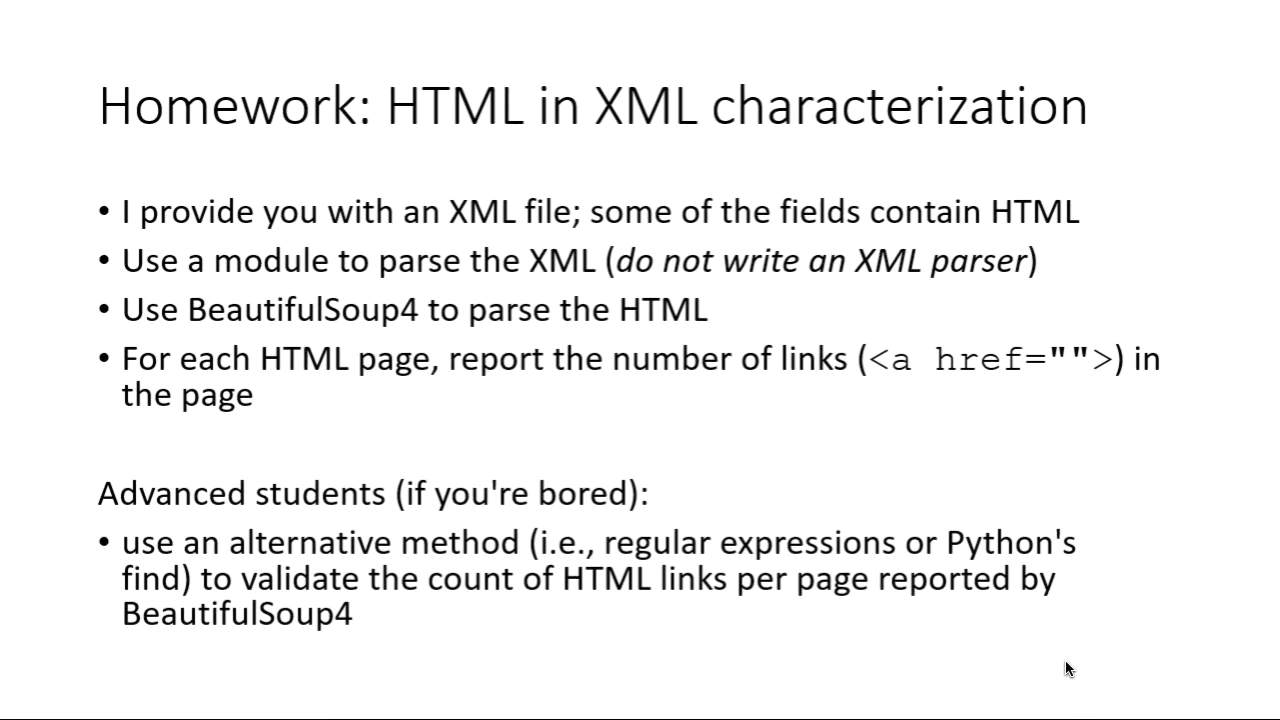 Homework: HTML in XML characterization
• I provide you with an XML file; some of the fields contain HTML
• Use a module to parse the XML (do not write an XML parser)
• Use BeautifulSoup4 to parse the HTML
• For each HTML page, report the number of links (<a href="">) in
the page
Advanced students (if you're bored):
• use an alternative method (i.e., regular expressions or Python's
find) to validate the count of HTML links per page reported by
BeautifulSoup4